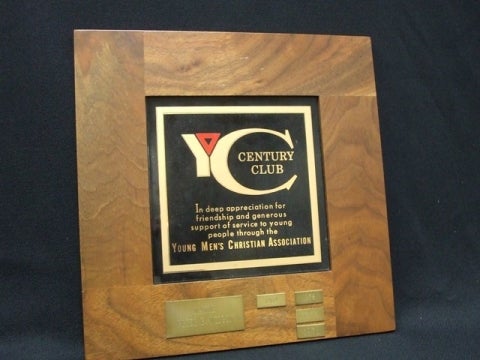 YC
CENTURY
CLUB
In deep appreciation for
friendship and generous
support of service to young
people through the
YOUNG MEN'S CHRISTIAN ASSOCIATION